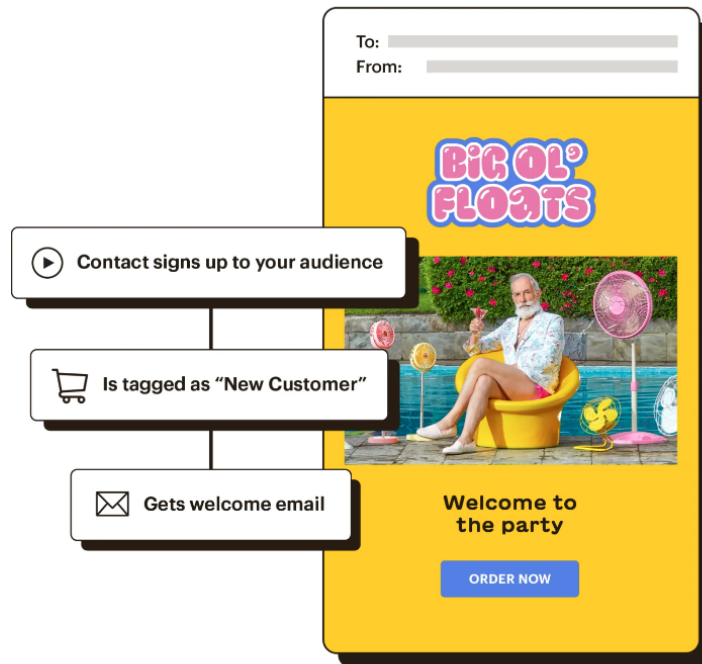 To:
From:
BIG OL'
FLOATS
Contact signs up to your audience
Is tagged as “New Customer”
Gets welcome email
Welcome to
the party
ORDER NOW